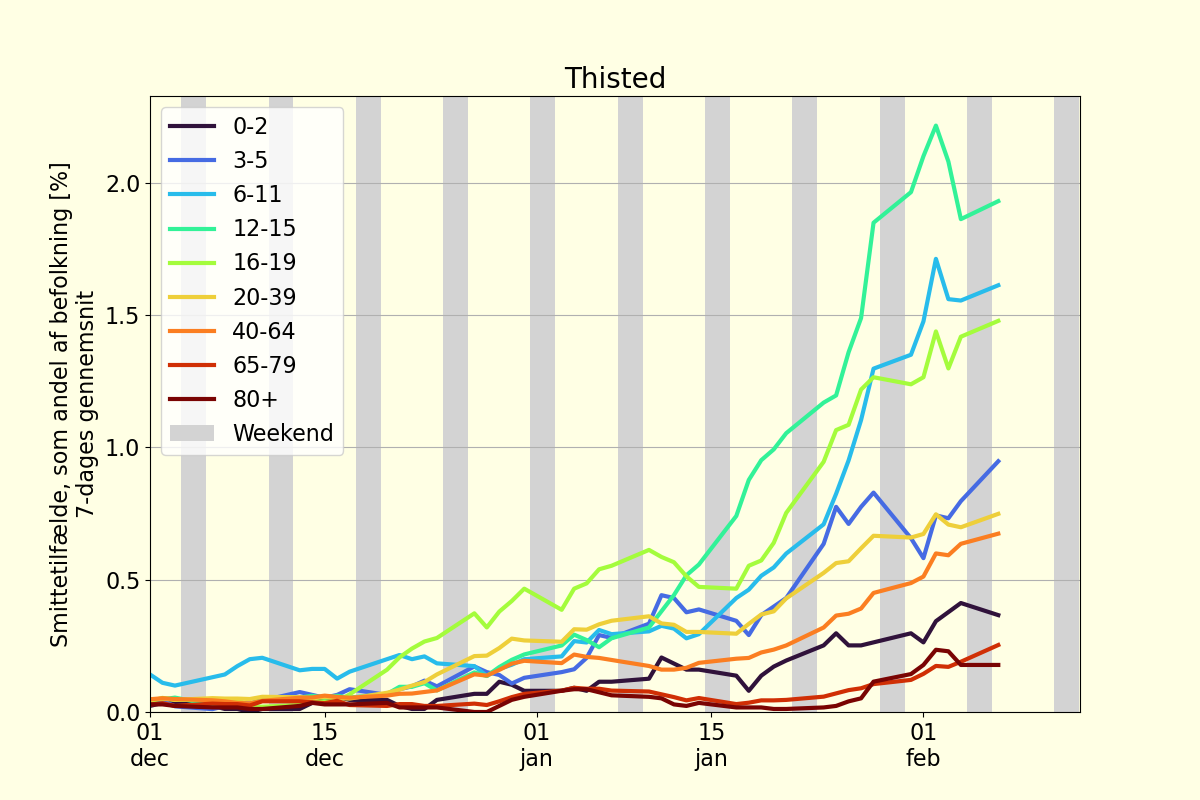 Thisted
Smittetilfælde, som andel af befolkning [%]
7-dages gennemsnit
2.0
1.5
1.0
0.5
0.0
0-2
3-5
6-11
12-15
16-19
20-39
40-64
65-79
80+
Weekend
01 15 01 15 01
dec dec jan jan feb